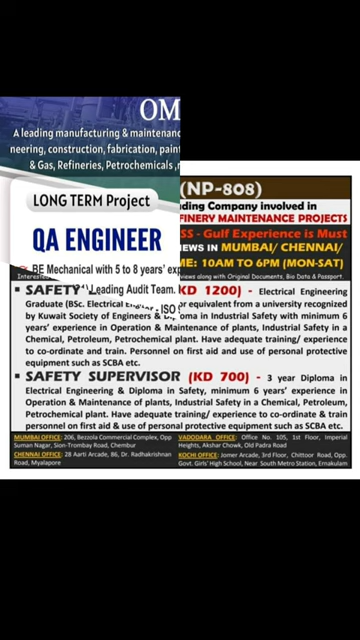 OM
A leading manufacturing & maintenanc
neering, construction, fabrication, pain
& Gas, Refineries, Petrochemicals
LONG TERM Project
QA ENGINEER
BE Mechanical with 5 to 8 years' exp
Leading Audit Team.
ISO
(NP-808)
ding Company involved in
FINERY MAINTENANCE PROJECTS
SS - Gulf Experience is Must
EWS IN MUMBAI/ CHENNAI/
ME: 10AM TO 6PM (MON-SAT)
views along with Original Documents, Bio Data & Passport.
▪ SAFETY KD 1200) - Electrical Engineering
Graduate (BSc. Electrical r equivalent from a university recognized
by Kuwait Society of Engineers & oma in Industrial Safety with minimum 6
years' experience in Operation & Maintenance of plants, Industrial Safety in a
Chemical, Petroleum, Petrochemical plant. Have adequate training/ experience
to co-ordinate and train. Personnel on first aid and use of personal protective
equipment such as SCBA etc.
▪ SAFETY SUPERVISOR (KD 700) - 3 year Diploma in
Electrical Engineering & Diploma in Safety, minimum 6 years' experience in
Operation & Maintenance of plants, Industrial Safety in a Chemical, Petroleum,
Petrochemical plant. Have adequate training/ experience to co-ordinate & train
personnel on first aid & use of personal protective equipment such as SCBA etc.
MUMBAI OFFICE: 206, Bezzola Commercial Complex, Opp
Suman Nagar, Sion-Trombay Road, Chembur
CHENNAI OFFICE: 28 Aarti Arcade, 86, Dr. Radhakrishnan
Road, Myalapore
VADODARA OFFICE: Office No. 105, 1st Floor, Imperial
Heights, Akshar Chowk, Old Padra Road
KOCHI OFFICE: Jomer Arcade, 3rd Floor, Chittoor Road, Opp.
Govt. Girls' High School, Near South Metro Station, Ernakulam